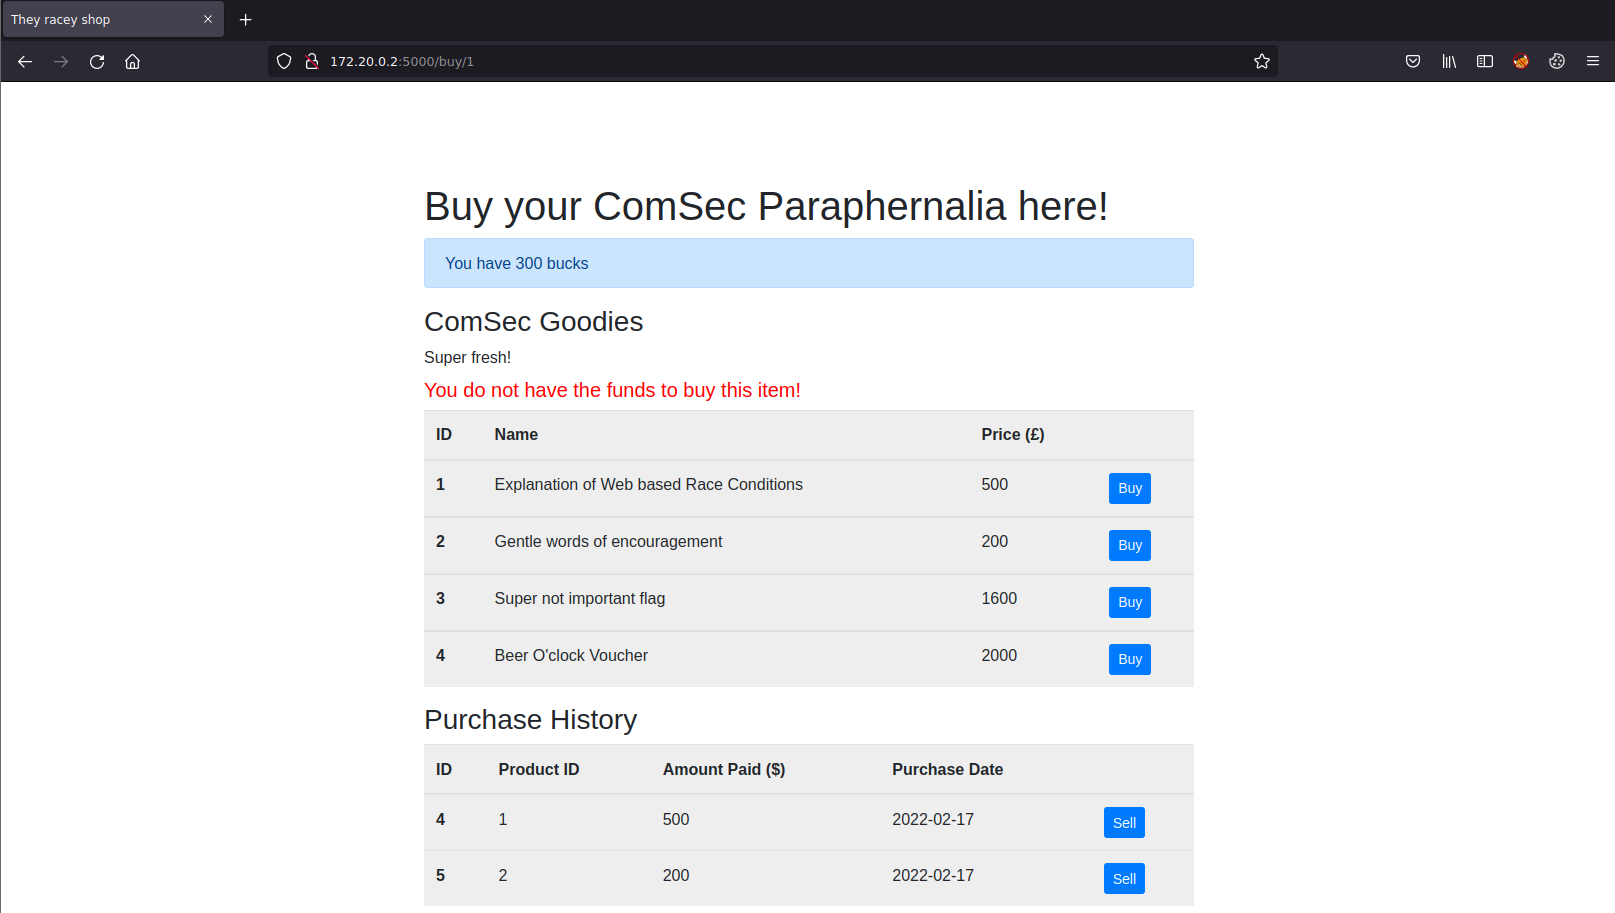 They racey shop
172.20.0.2:5000/buy/1
Buy your ComSec Paraphernalia here!
You have 300 bucks
ComSec Goodies
Super fresh!
You do not have the funds to buy this item!
ID Name Price (£)
1 Explanation of Web based Race Conditions 500 Buy
2 Gentle words of encouragement 200 Buy
3 Super not important flag 1600 Buy
4 Beer O'clock Voucher 2000 Buy
Purchase History
ID Product ID Amount Paid ($) Purchase Date
4 1 500 2022-02-17 Sell
5 2 200 2022-02-17 Sell